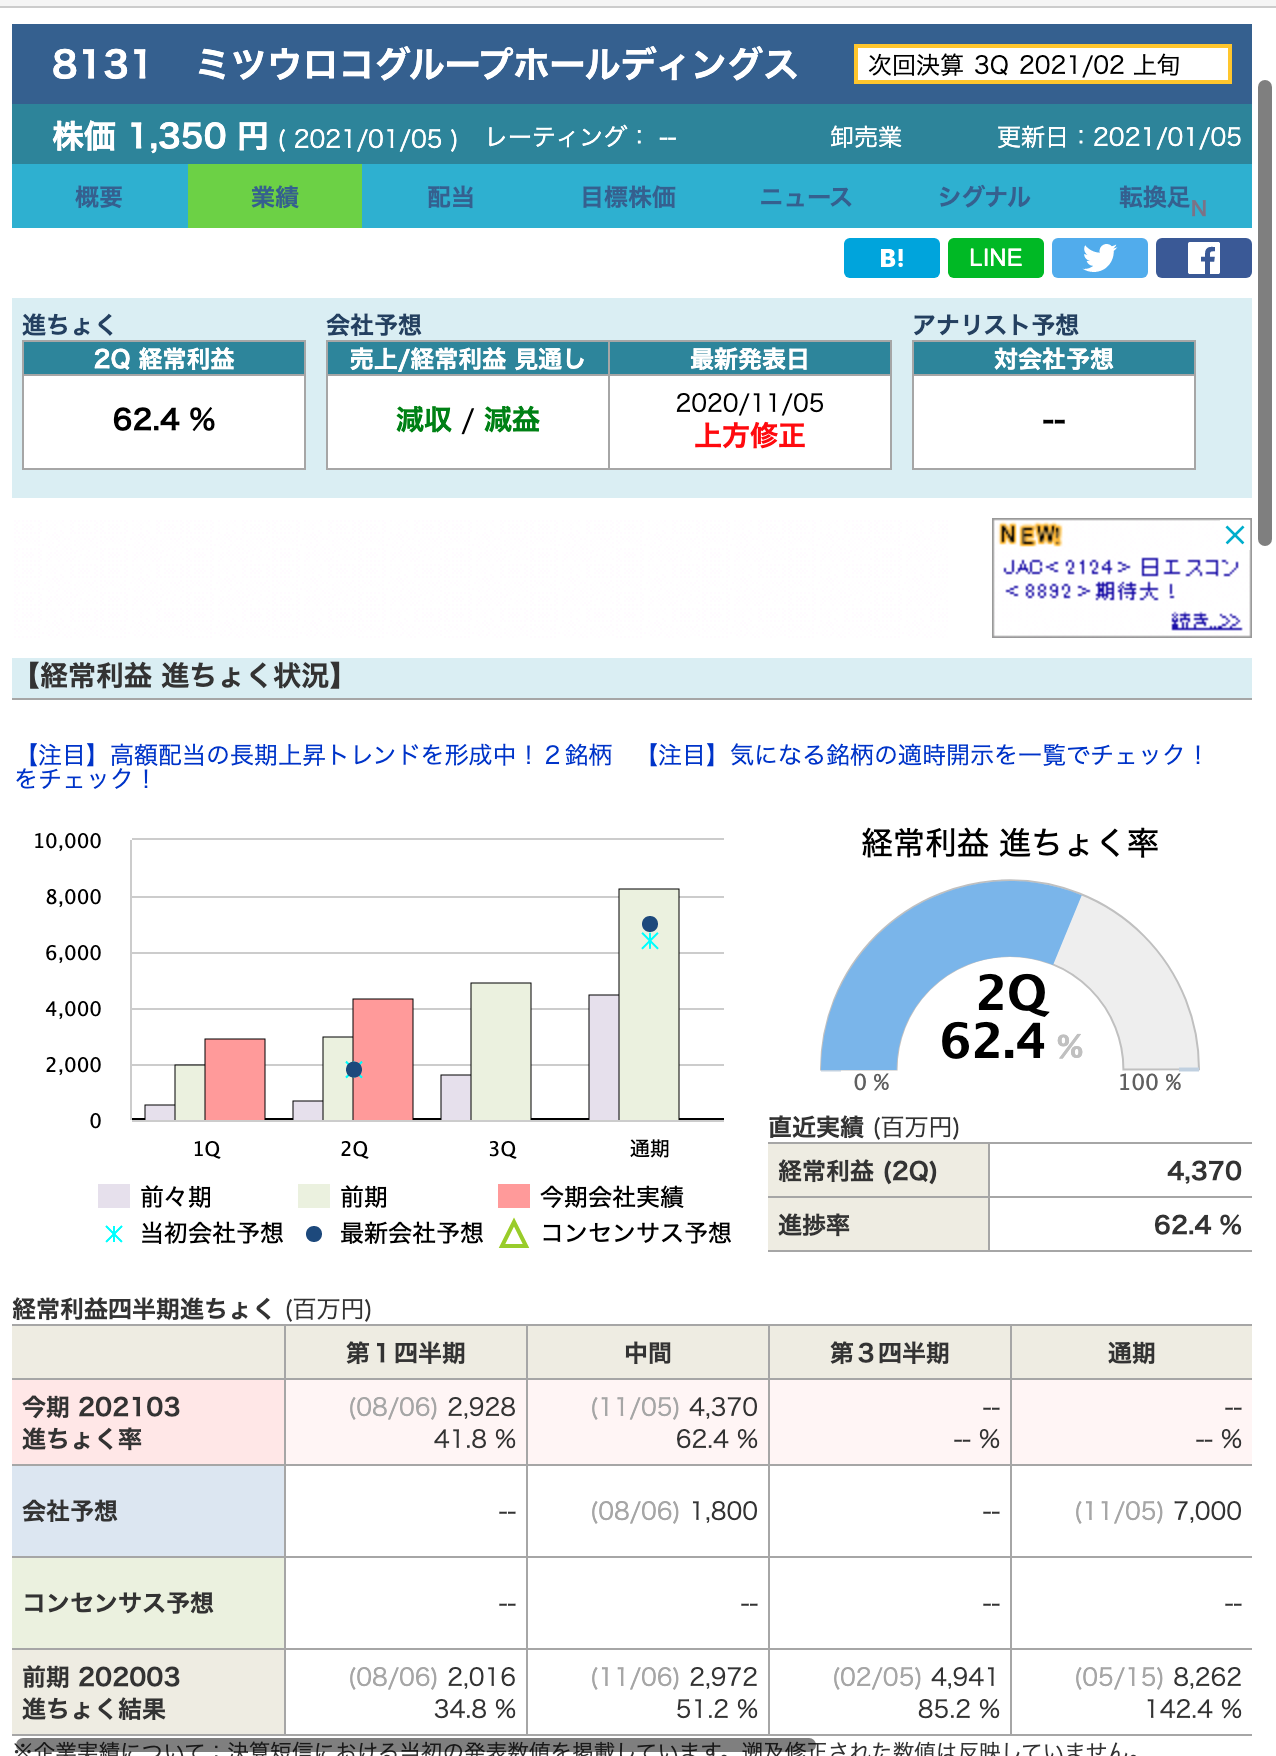 8131　ミツウロコグループホールディングス
次回決算 3Q 2021/02 上旬
株価 1,350 円 ( 2021/01/05 )　レーティング： --　卸売業　更新日：2021/01/05
概要　業績　配当　目標株価　ニュース　シグナル　転換足N
B!　LINE
進ちょく　会社予想　アナリスト予想
2Q 経常利益　売上/経常利益 見通し　最新発表日　対会社予想
62.4 %　減収 / 減益　2020/11/05　--
上方修正
NEW!
JAC<2124> 日エスコン
<8892>期待大！
続き..>>
【経常利益 進ちょく状況】
【注目】高額配当の長期上昇トレンドを形成中！２銘柄　【注目】気になる銘柄の適時開示を一覧でチェック！
をチェック！
経常利益 進ちょく率
10,000
8,000
6,000
4,000
2,000
0
1Q　2Q　3Q　通期
前々期　前期　今期会社実績
当初会社予想　最新会社予想　コンセンサス予想
2Q
62.4 %
0 %　100 %
直近実績 (百万円)
経常利益 (2Q)　4,370
進捗率　62.4 %
経常利益四半期進ちょく (百万円)
第１四半期　中間　第３四半期　通期
今期 202103　(08/06) 2,928　(11/05) 4,370　--　--
進ちょく率　41.8 %　62.4 %　-- %　-- %
会社予想　--　(08/06) 1,800　--　(11/05) 7,000
コンセンサス予想　--　--　--　--
前期 202003　(08/06) 2,016　(11/06) 2,972　(02/05) 4,941　(05/15) 8,262
進ちょく結果　34.8 %　51.2 %　85.2 %　142.4 %
※企業実績について：決算短信における当初の発表数値を掲載しています。遡及修正された数値は反映していません。